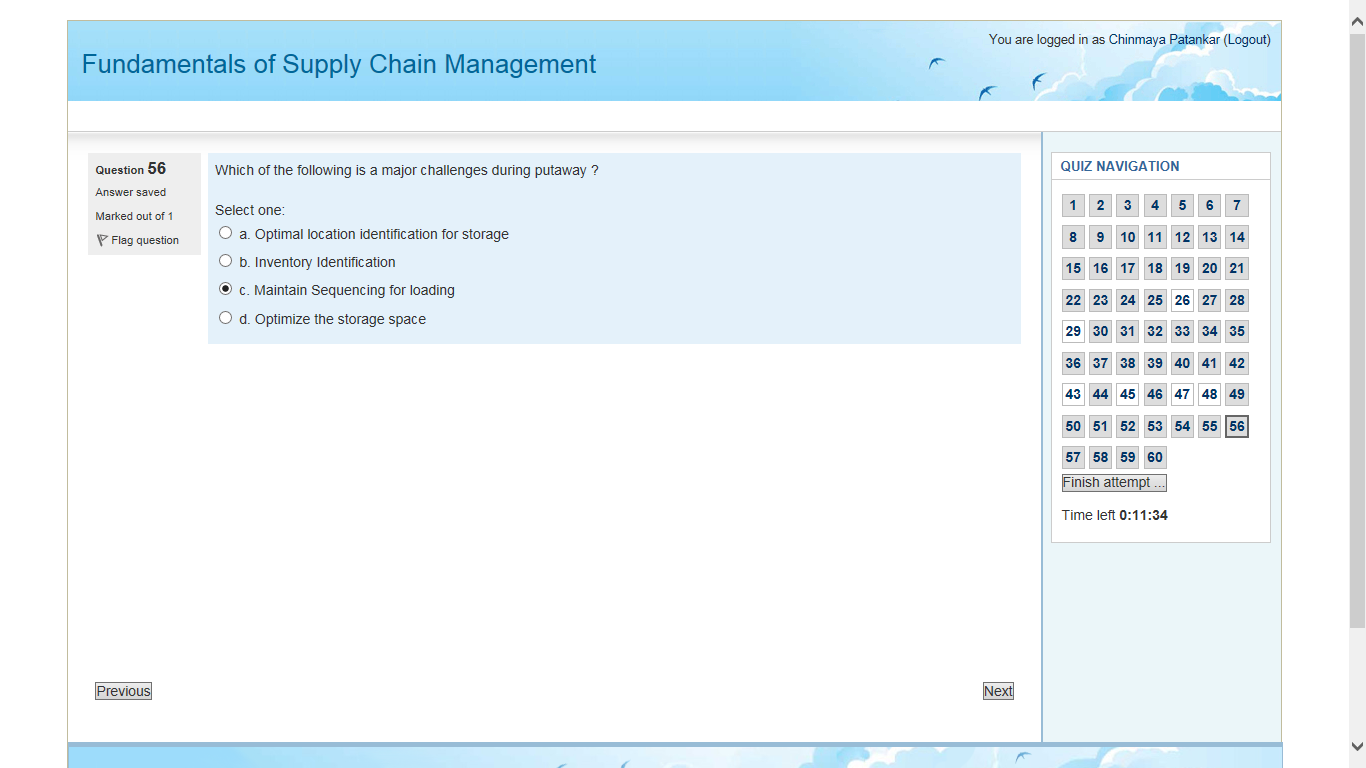 You are logged in as Chinmaya Patankar (Logout)
Fundamentals of Supply Chain Management
Question 56
Answer saved
Marked out of 1
Flag question
Which of the following is a major challenges during putaway ?
Select one:
a. Optimal location identification for storage
b. Inventory Identification
c. Maintain Sequencing for loading
d. Optimize the storage space
Previous
Next
QUIZ NAVIGATION
1 2 3 4 5 6 7
8 9 10 11 12 13 14
15 16 17 18 19 20 21
22 23 24 25 26 27 28
29 30 31 32 33 34 35
36 37 38 39 40 41 42
43 44 45 46 47 48 49
50 51 52 53 54 55 56
57 58 59 60
Finish attempt ...
Time left 0:11:34